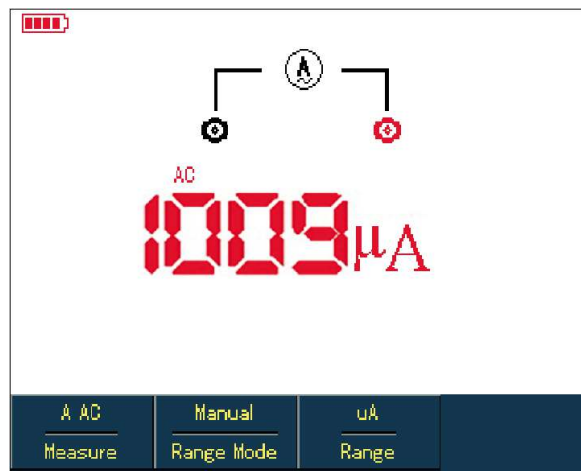 A
AC
1009µA
A AC Manual uA
Measure Range Mode Range